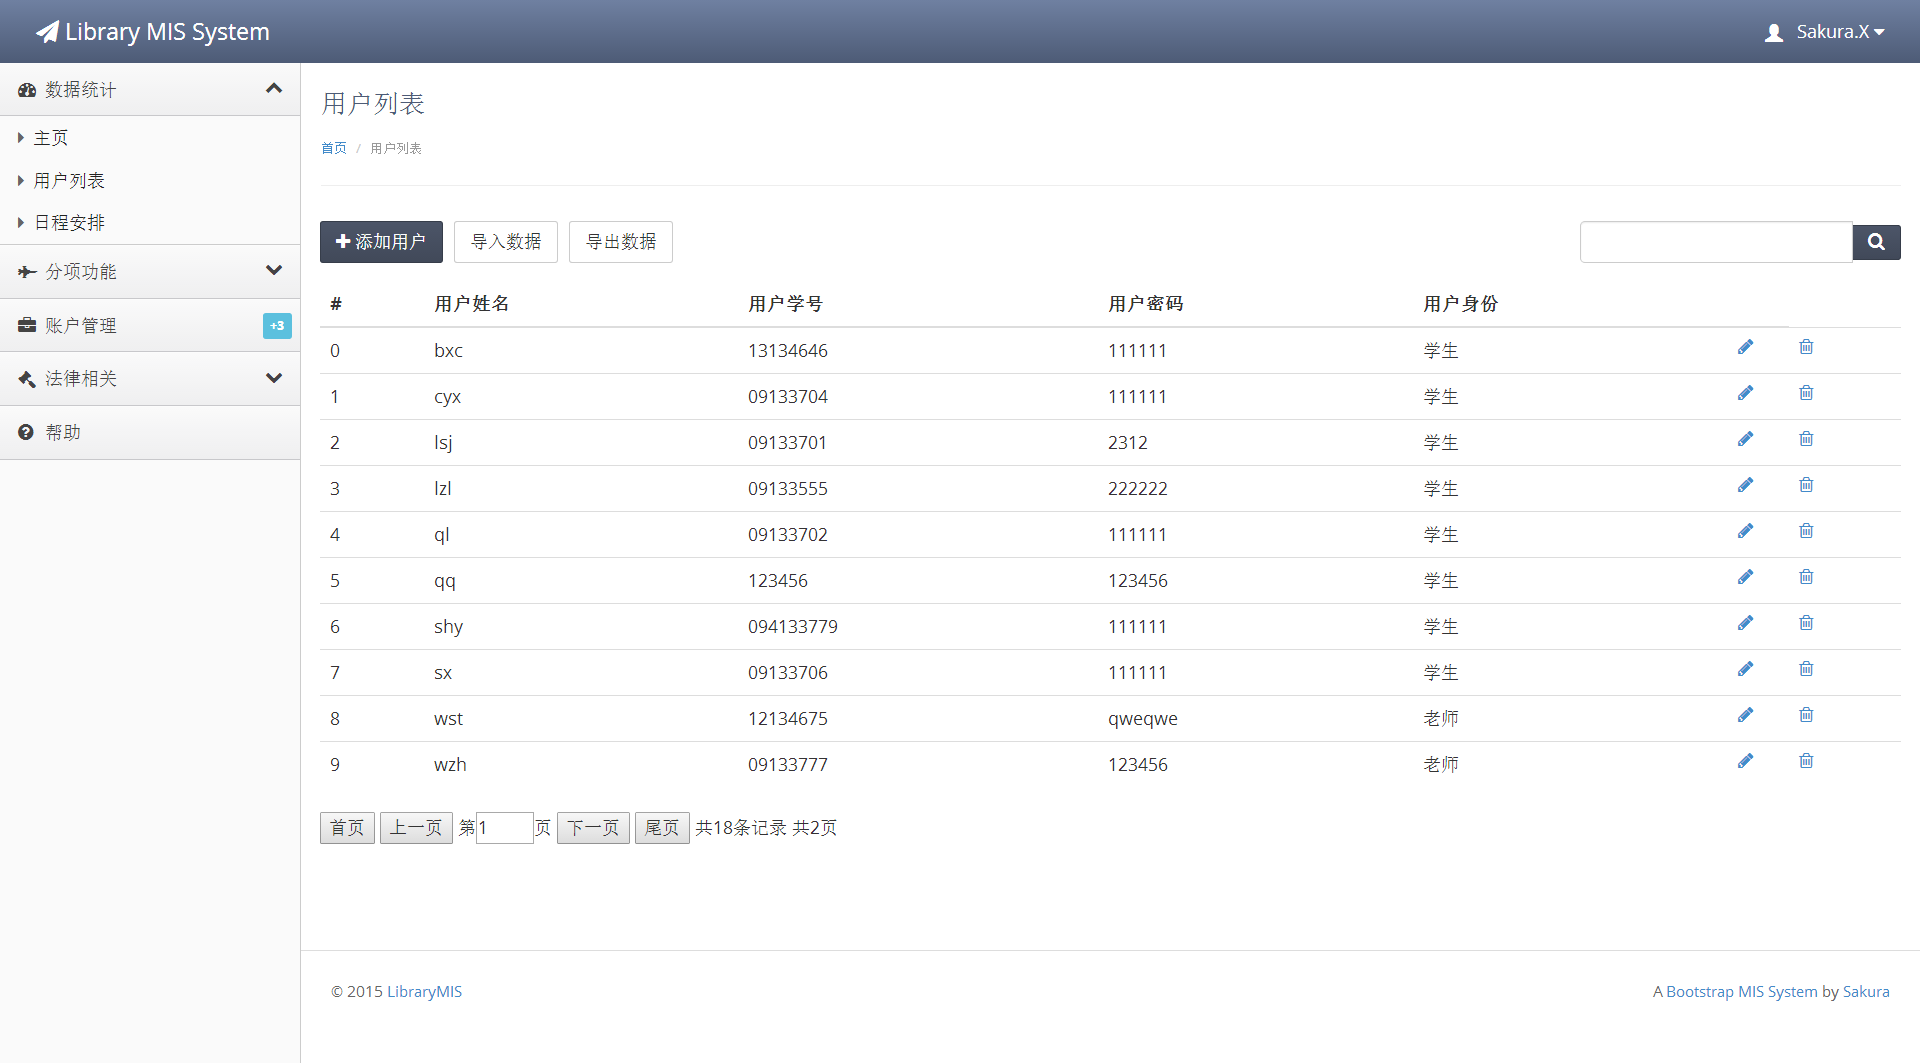 Library MIS System
Sakura.X
数据统计
主页
用户列表
日程安排
分项功能
账户管理 +3
法律相关
帮助
用户列表
首页 / 用户列表
添加用户 导入数据 导出数据
# 用户姓名 用户学号 用户密码 用户身份
0 bxc 13134646 111111 学生
1 cyx 09133704 111111 学生
2 lsj 09133701 2312 学生
3 lzl 09133555 222222 学生
4 ql 09133702 111111 学生
5 qq 123456 123456 学生
6 shy 094133779 111111 学生
7 sx 09133706 111111 学生
8 wst 12134675 qweqwe 老师
9 wzh 09133777 123456 老师
首页 上一页 第1页 下一页 尾页 共18条记录 共2页
© 2015 LibraryMIS
A Bootstrap MIS System by Sakura